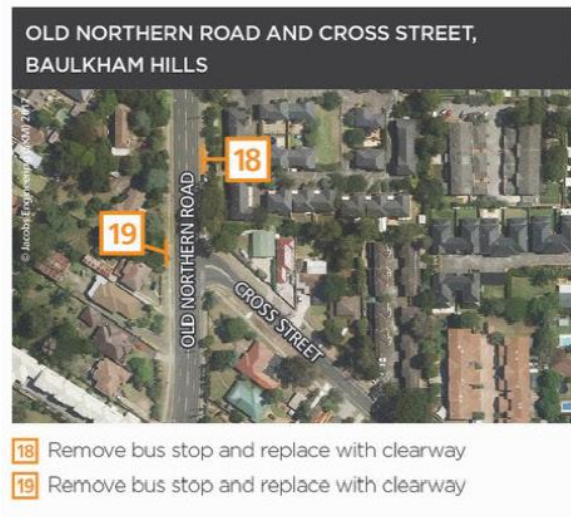 OLD NORTHERN ROAD AND CROSS STREET,
BAULKHAM HILLS
18
19
OLD NORTHERN ROAD
CROSS STREET
18 Remove bus stop and replace with clearway
19 Remove bus stop and replace with clearway